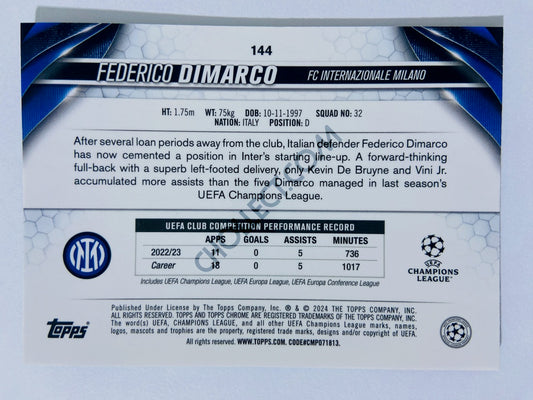 144
FEDERICO DIMARCO FC INTERNAZIONALE MILANO
HT: 1.75m WT: 75kg DOB: 10-11-1997 SQUAD NO: 32
NATION: ITALY POSITION: D
After several loan periods away from the club, Italian defender Federico Dimarco
has now cemented a position in Inter's starting line-up. A forward-thinking
full-back with a superb left-footed delivery, only Kevin De Bruyne and Vini Jr.
accumulated more assists than the five Dimarco managed in last season's
UEFA Champions League.
UEFA CLUB COMPETITION PERFORMANCE RECORD
APPS GOALS ASSISTS MINUTES
2022/23 11 0 5 736
Career 18 0 5 1017
Includes UEFA Champions League, UEFA Europa League, UEFA Europa Conference League
UEFA
CHAMPIONS
LEAGUE
Topps
Published Under License by The Topps Company, Inc. ® & © 2024 THE TOPPS COMPANY, INC.
ALL RIGHTS RESERVED. TOPPS AND TOPPS CHROME ARE REGISTERED TRADEMARKS OF THE TOPPS COMPANY, INC.
The word(s) UEFA, CHAMPIONS LEAGUE, and all other UEFA Champions League marks, names,
logos, mascots and trophies are the property, registered trade marks, designs and/or copyright of UEFA.
All rights reserved. WWW.TOPPS.COM. CODE#CMP071813.